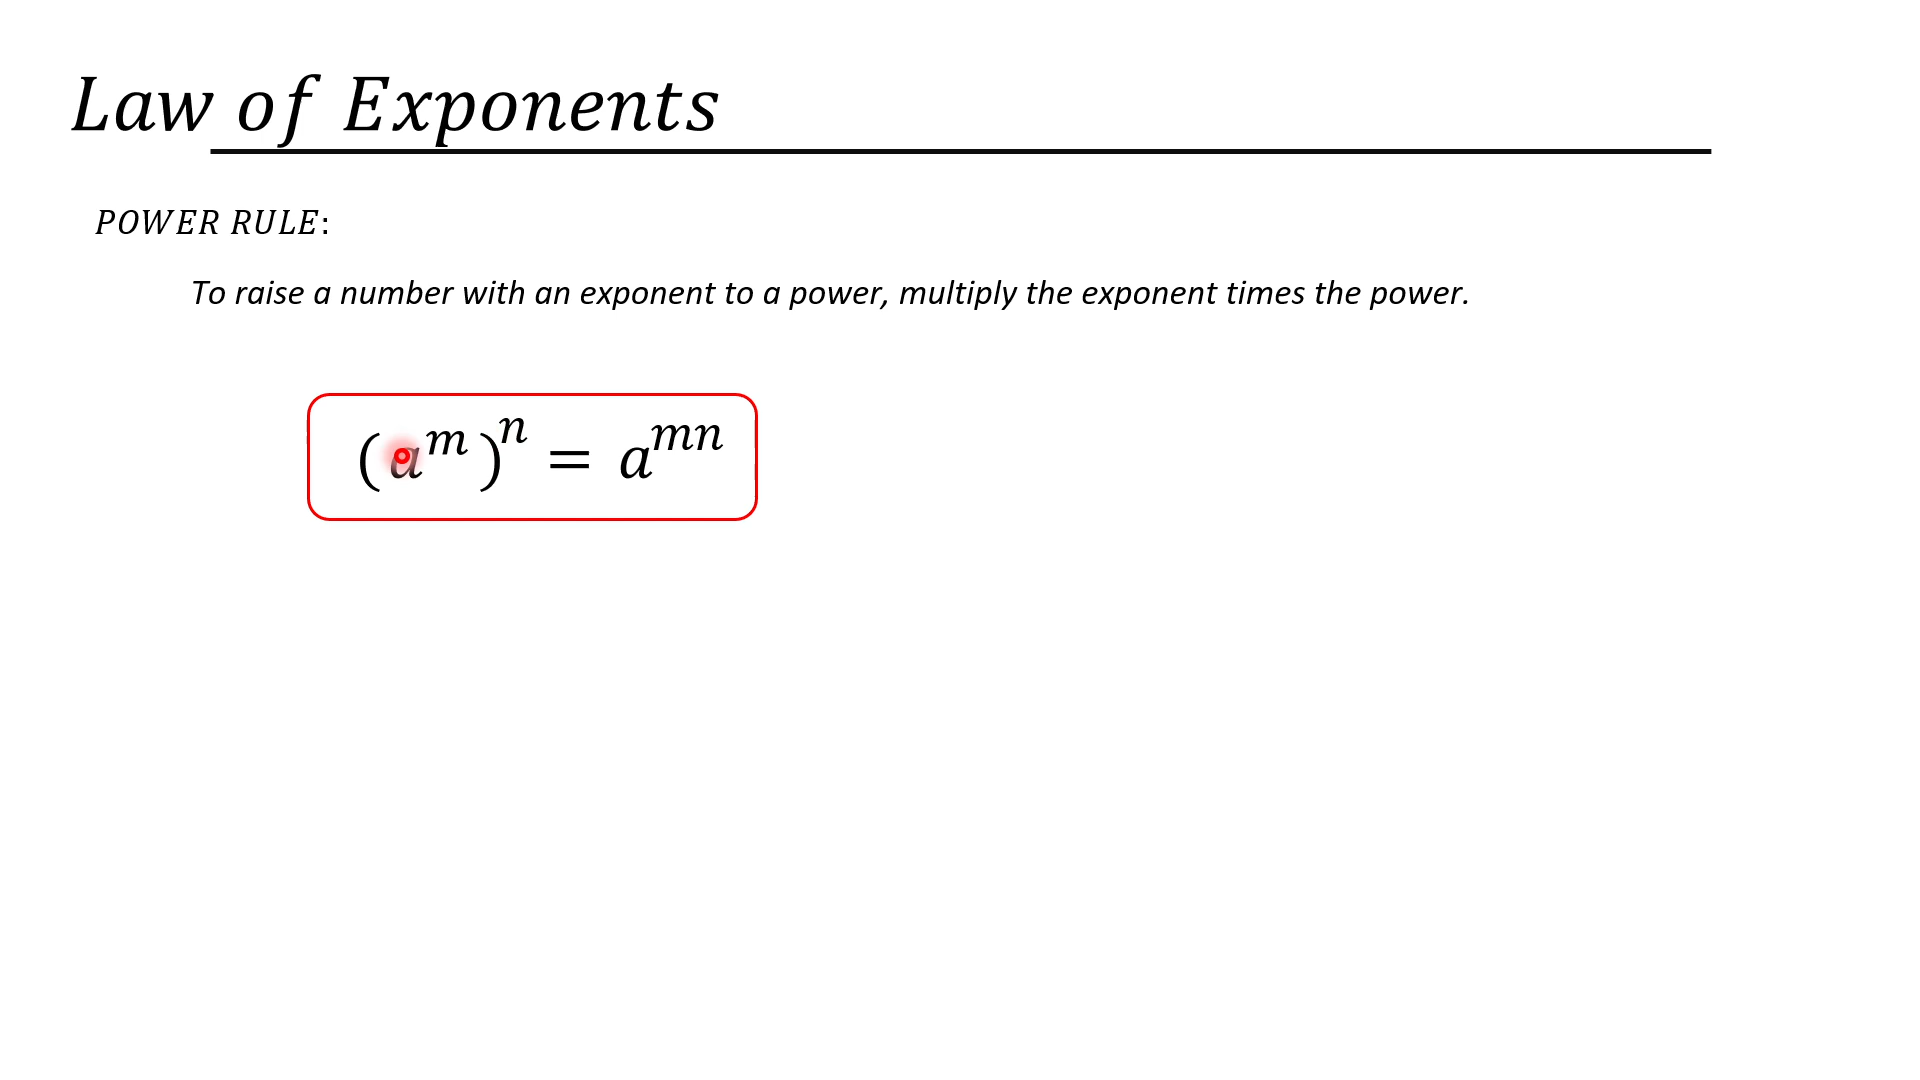 Law of Exponents
POWER RULE:
To raise a number with an exponent to a power, multiply the exponent times the power.
(a^m)^n = a^mn